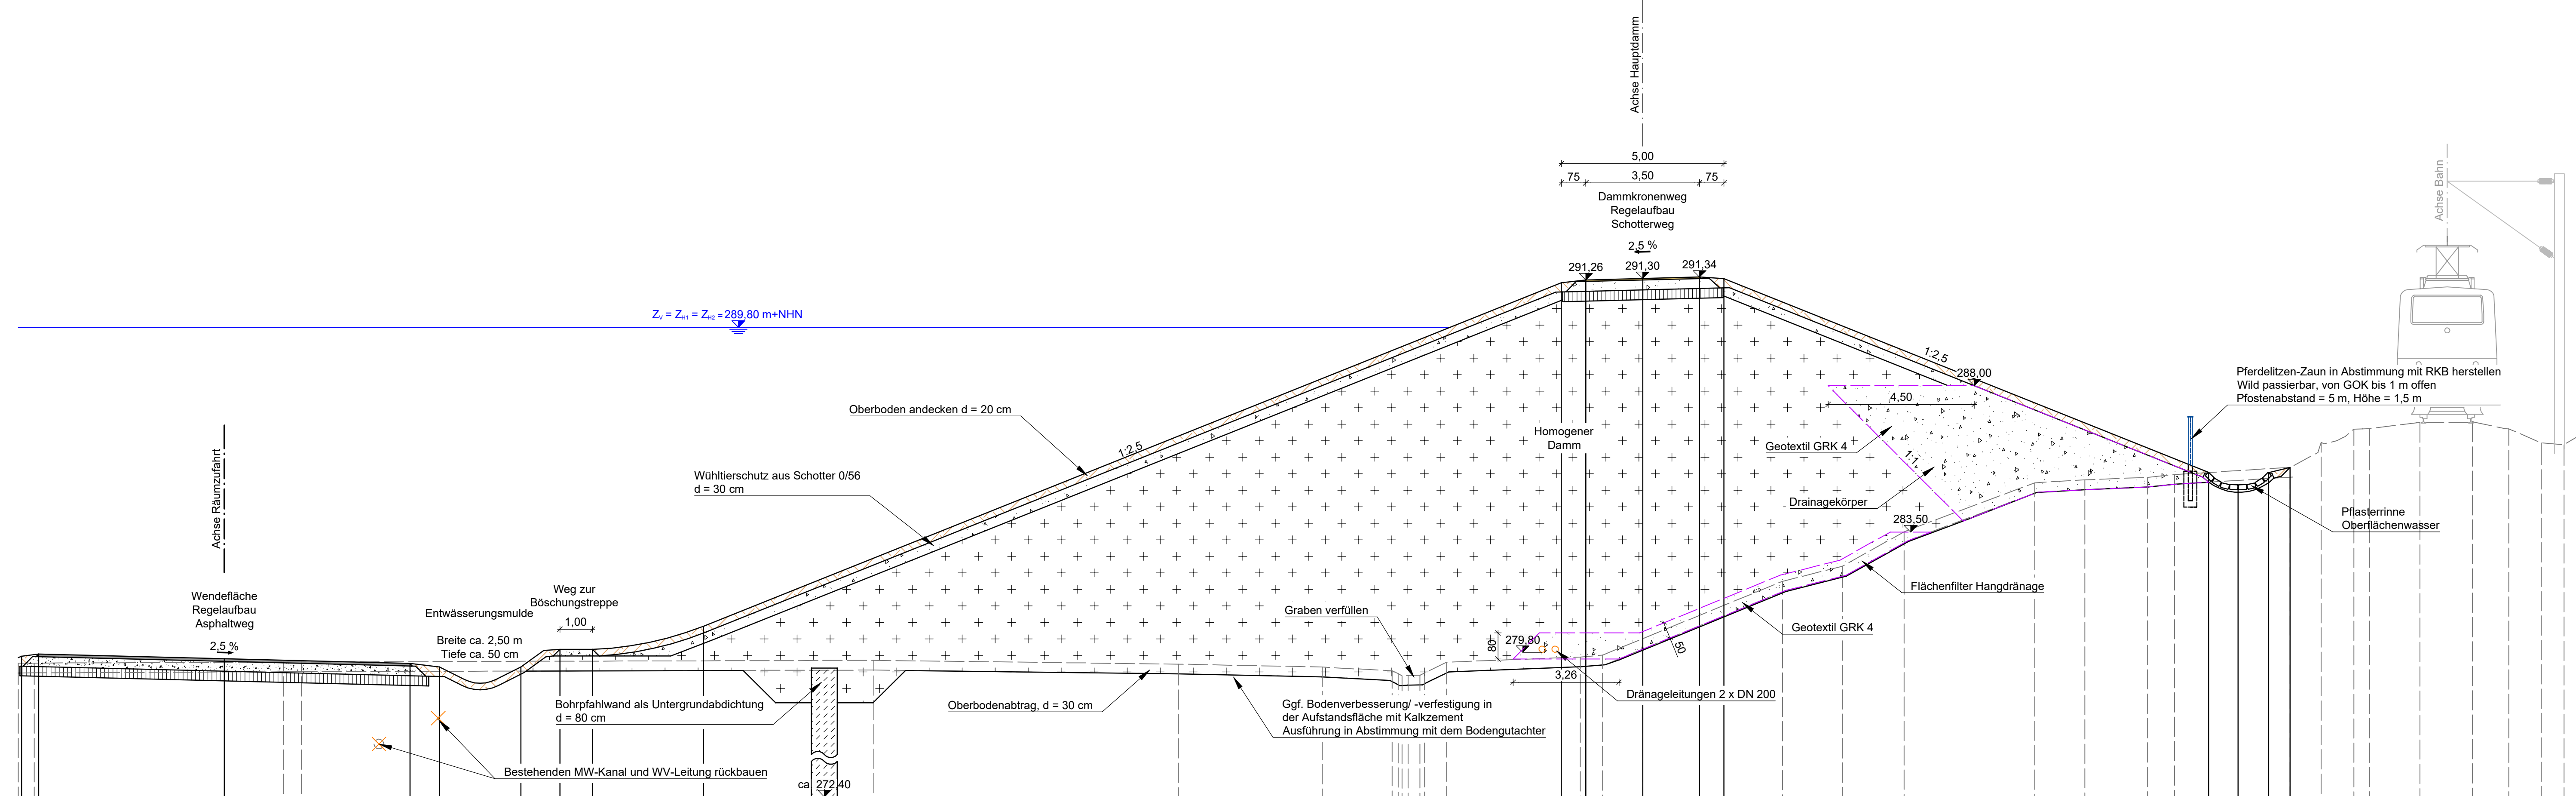 Achse Hauptdamm
5,00
75
3,50
75
Dammkronenweg
Regelaufbau
Schotterweg
2,5 %
291,26
291,30
291,34
Achse Bahn
Z_V = Z_H1 = Z_H2 = 289,80 m+NHN
1:2,5
288,00
4,50
Pferdelitzen-Zaun in Abstimmung mit RKB herstellen
Wild passierbar, von GOK bis 1 m offen
Pfostenabstand = 5 m, Höhe = 1,5 m
Oberboden andecken d = 20 cm
1:2,5
Homogener
Damm
Geotextil GRK 4
1:1
Achse Räumzufahrt
Wühltierschutz aus Schotter 0/56
d = 30 cm
Drainagekörper
283,50
Pflasterrinne
Oberflächenwasser
Wendefläche
Regelaufbau
Asphaltweg
2,5 %
Entwässerungsmulde
Breite ca. 2,50 m
Tiefe ca. 50 cm
Weg zur
Böschungstreppe
1,00
Graben verfüllen
Flächenfilter Hangdränage
Geotextil GRK 4
80
279,80
50
3,26
Dränageleitungen 2 x DN 200
Bohrpfahlwand als Untergrundabdichtung
d = 80 cm
Oberbodenabtrag, d = 30 cm
Ggf. Bodenverbesserung/ -verfestigung in
der Aufstandsfläche mit Kalkzement
Ausführung in Abstimmung mit dem Bodengutachter
Bestehenden MW-Kanal und WV-Leitung rückbauen
ca. 272,40